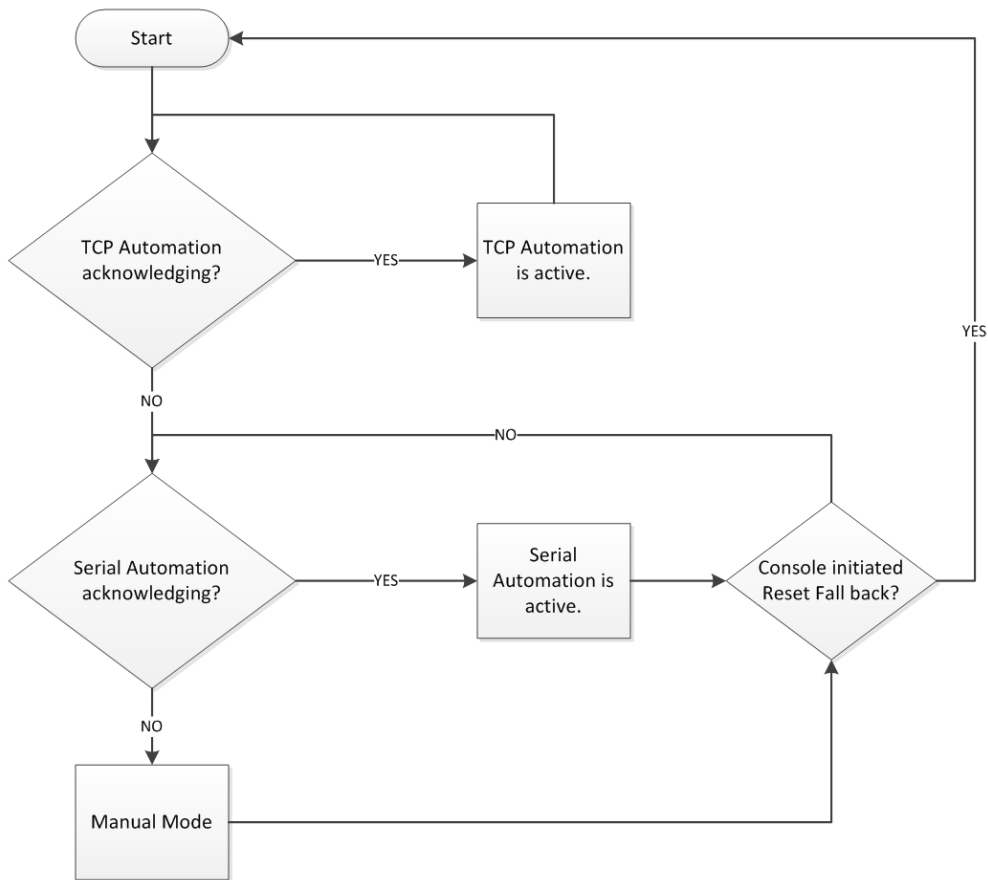 Start
TCP Automation
acknowledging?
YES
TCP Automation
is active.
YES
NO
NO
Serial Automation
acknowledging?
YES
Serial
Automation is
active.
Console initiated
Reset Fall back?
NO
Manual Mode